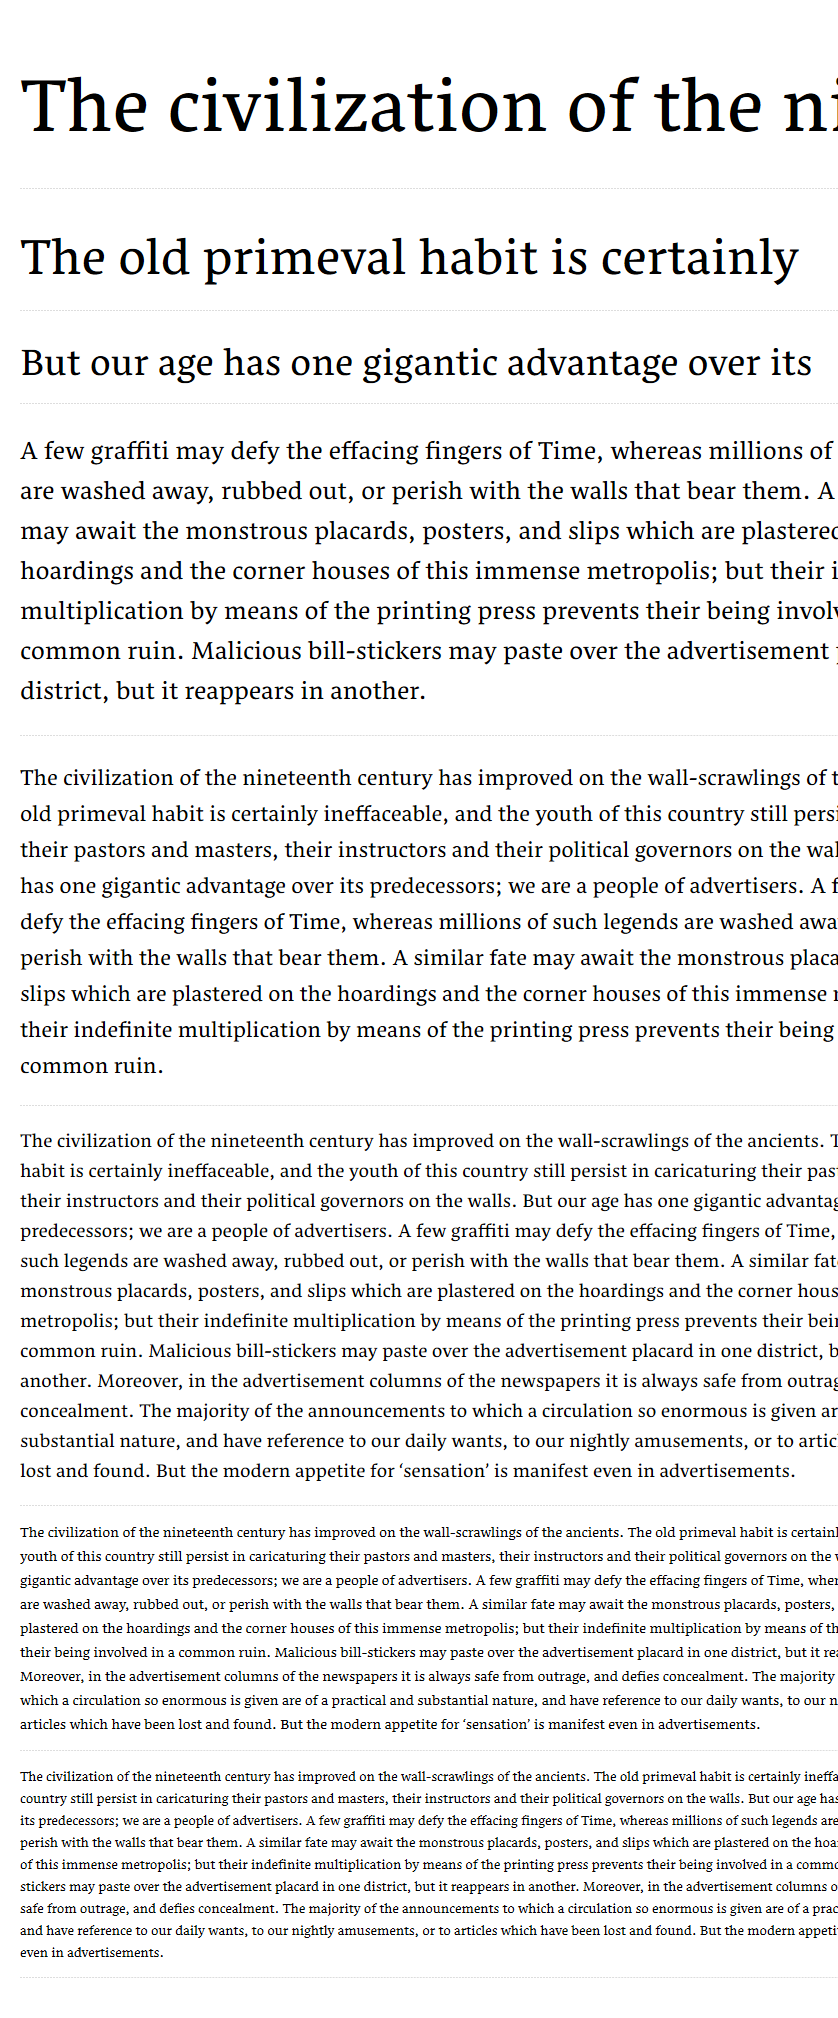 The civilization of the
The old primeval habit is certainly
But our age has one gigantic advantage over its
A few graffiti may defy the effacing fingers of Time, whereas millions of
are washed away, rubbed out, or perish with the walls that bear them. A
may await the monstrous placards, posters, and slips which are
hoardings and the corner houses of this immense metropolis; but their
multiplication by means of the printing press prevents their being
common ruin. Malicious bill-stickers may paste over the advertisement
district, but it reappears in another.
The civilization of the nineteenth century has improved on the wall-scrawlings of
old primeval habit is certainly ineffaceable, and the youth of this country still
their pastors and masters, their instructors and their political governors on the
has one gigantic advantage over its predecessors; we are a people of advertisers. A
defy the effacing fingers of Time, whereas millions of such legends are washed
perish with the walls that bear them. A similar fate may await the monstrous
slips which are plastered on the hoardings and the corner houses of this immense
their indefinite multiplication by means of the printing press prevents their being
common ruin.
The civilization of the nineteenth century has improved on the wall-scrawlings of the ancients.
habit is certainly ineffaceable, and the youth of this country still persist in caricaturing their
their instructors and their political governors on the walls. But our age has one gigantic
predecessors; we are a people of advertisers. A few graffiti may defy the effacing fingers of Time,
such legends are washed away, rubbed out, or perish with the walls that bear them. A similar
monstrous placards, posters, and slips which are plastered on the hoardings and the corner
metropolis; but their indefinite multiplication by means of the printing press prevents their
common ruin. Malicious bill-stickers may paste over the advertisement placard in one district,
another. Moreover, in the advertisement columns of the newspapers it is always safe from
concealment. The majority of the announcements to which a circulation so enormous is given
substantial nature, and have reference to our daily wants, to our nightly amusements, or to
lost and found. But the modern appetite for ‘sensation’ is manifest even in advertisements.
The civilization of the nineteenth century has improved on the wall-scrawlings of the ancients. The old primeval habit is
youth of this country still persist in caricaturing their pastors and masters, their instructors and their political governors on the
gigantic advantage over its predecessors; we are a people of advertisers. A few graffiti may defy the effacing fingers of Time,
are washed away, rubbed out, or perish with the walls that bear them. A similar fate may await the monstrous placards, posters,
plastered on the hoardings and the corner houses of this immense metropolis; but their indefinite multiplication by means of
their being involved in a common ruin. Malicious bill-stickers may paste over the advertisement placard in one district, but it
Moreover, in the advertisement columns of the newspapers it is always safe from outrage, and defies concealment. The majority
which a circulation so enormous is given are of a practical and substantial nature, and have reference to our daily wants, to our
articles which have been lost and found. But the modern appetite for ‘sensation’ is manifest even in advertisements.
The civilization of the nineteenth century has improved on the wall-scrawlings of the ancients. The old primeval habit is certainly
country still persist in caricaturing their pastors and masters, their instructors and their political governors on the walls. But our age has
its predecessors; we are a people of advertisers. A few graffiti may defy the effacing fingers of Time, whereas millions of such legends are
perish with the walls that bear them. A similar fate may await the monstrous placards, posters, and slips which are plastered on the
of this immense metropolis; but their indefinite multiplication by means of the printing press prevents their being involved in a
stickers may paste over the advertisement placard in one district, but it reappears in another. Moreover, in the advertisement columns
safe from outrage, and defies concealment. The majority of the announcements to which a circulation so enormous is given are of a
and have reference to our daily wants, to our nightly amusements, or to articles which have been lost and found. But the modern
even in advertisements.